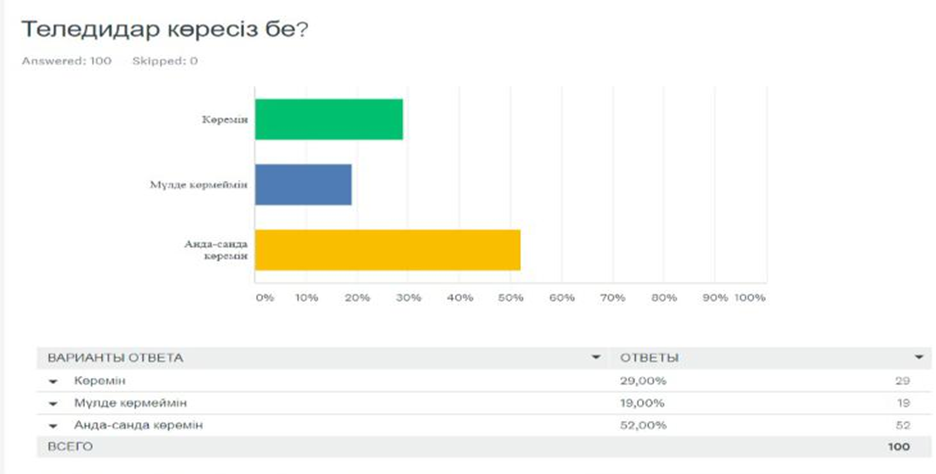 Теледидар көресіз бе?
Answered: 100 Skipped: 0
Көремін
Мүлде көрмеймін
Анда-санда
көремін
0% 10% 20% 30% 40% 50% 60% 70% 80% 90% 100%
ВАРИАНТЫ ОТВЕТА ОТВЕТЫ
Көремін 29,00% 29
Мүлде көрмеймін 19,00% 19
Анда-санда көремін 52,00% 52
ВСЕГО 100